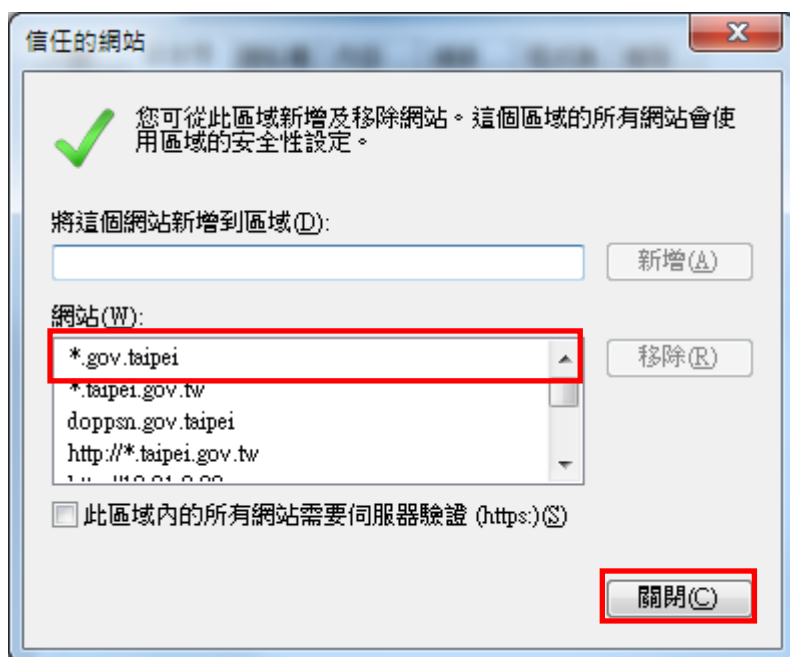 信任的網站
您可從此區域新增及移除網站。這個區域的所有網站會使
用區域的安全性設定。
將這個網站新增到區域(D):
新增(A)
網站(W):
*.gov.taipei
移除(R)
*.taipei.gov.tw
doppsn.gov.taipei
http://*.taipei.gov.tw
此區域內的所有網站需要伺服器驗證 (https:)(S)
關閉(C)